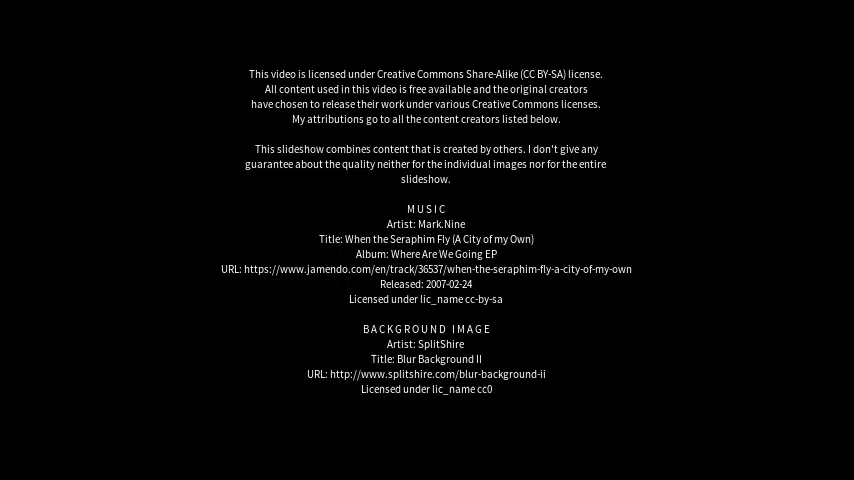 This video is licensed under Creative Commons Share-Alike (CC BY-SA) license.
All content used in this video is free available and the original creators
have chosen to release their work under various Creative Commons licenses.
My attributions go to all the content creators listed below.
This slideshow combines content that is created by others. I don't give any
guarantee about the quality neither for the individual images nor for the entire
slideshow.
MUSIC
Artist: Mark.Nine
Title: When the Seraphim Fly (A City of my Own)
Album: Where Are We Going EP
URL: https://www.jamendo.com/en/track/36537/when-the-seraphim-fly-a-city-of-my-own
Released: 2007-02-24
Licensed under lic_name cc-by-sa
BACKGROUND IMAGE
Artist: SplitShire
Title: Blur Background II
URL: http://www.splitshire.com/blur-background-ii
Licensed under lic_name cc0